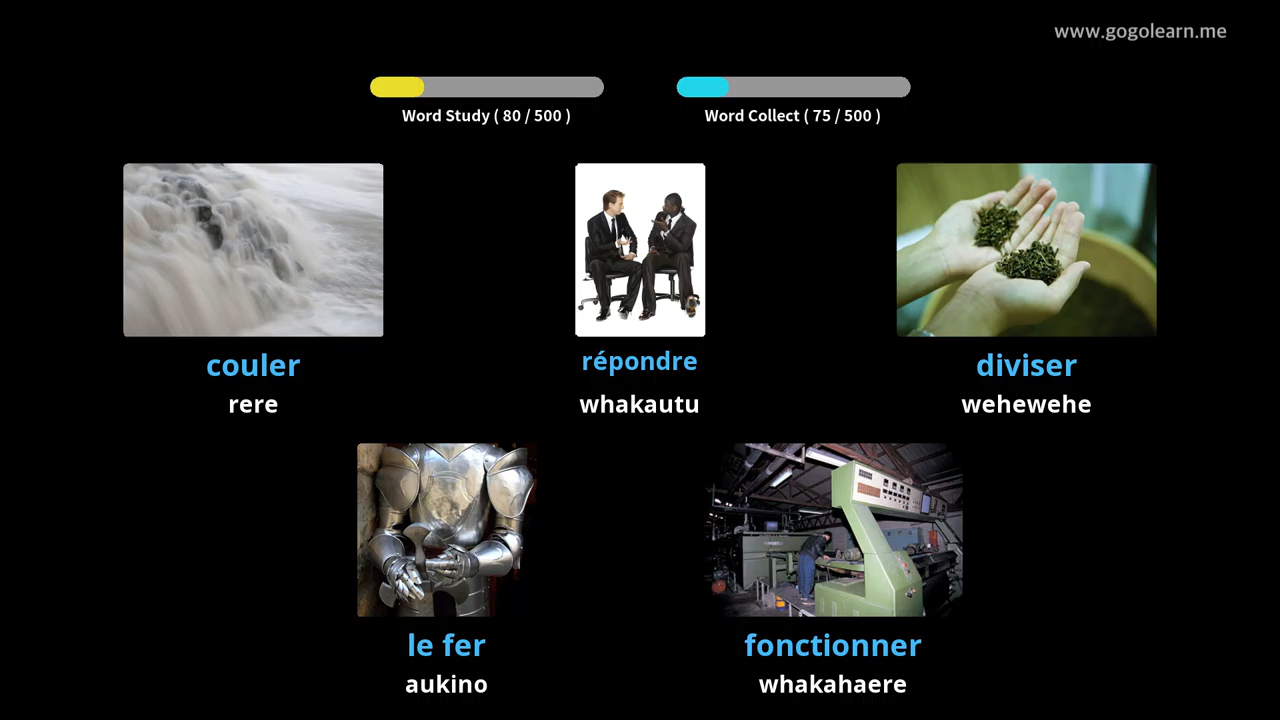 www.gogolearn.me
Word Study ( 80 / 500 )
Word Collect ( 75 / 500 )
couler
rere
répondre
whakautu
diviser
wehewehe
le fer
aukino
fonctionner
whakahaere